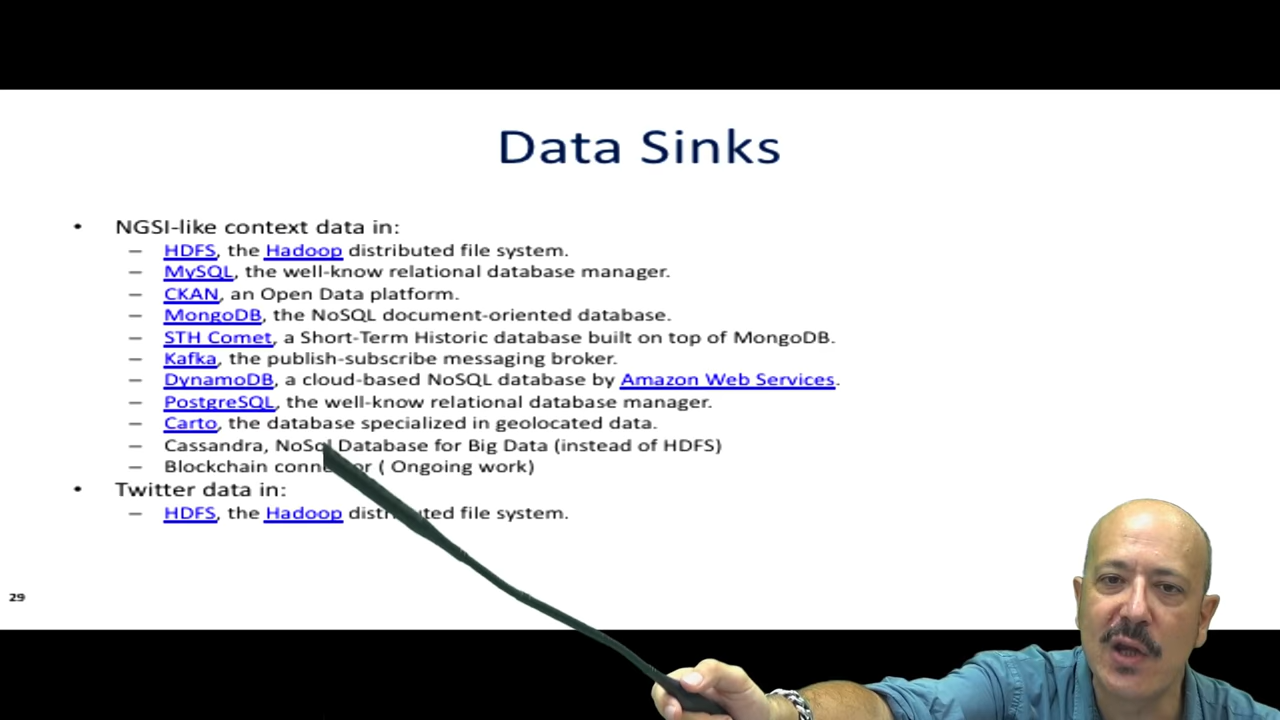 Data Sinks
• NGSI-like context data in:
– HDFS, the Hadoop distributed file system.
– MySQL, the well-know relational database manager.
– CKAN, an Open Data platform.
– MongoDB, the NoSQL document-oriented database.
– STH Comet, a Short-Term Historic database built on top of MongoDB.
– Kafka, the publish-subscribe messaging broker.
– DynamoDB, a cloud-based NoSQL database by Amazon Web Services.
– PostgreSQL, the well-know relational database manager.
– Carto, the database specialized in geolocated data.
– Cassandra, NoSql Database for Big Data (instead of HDFS)
– Blockchain connector ( Ongoing work)
• Twitter data in:
– HDFS, the Hadoop distributed file system.
29